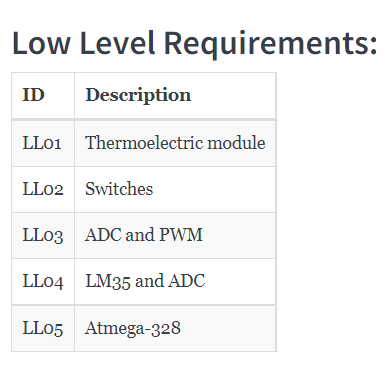 Low Level Requirements:
ID Description
LL01 Thermoelectric module
LL02 Switches
LL03 ADC and PWM
LL04 LM35 and ADC
LL05 Atmega-328